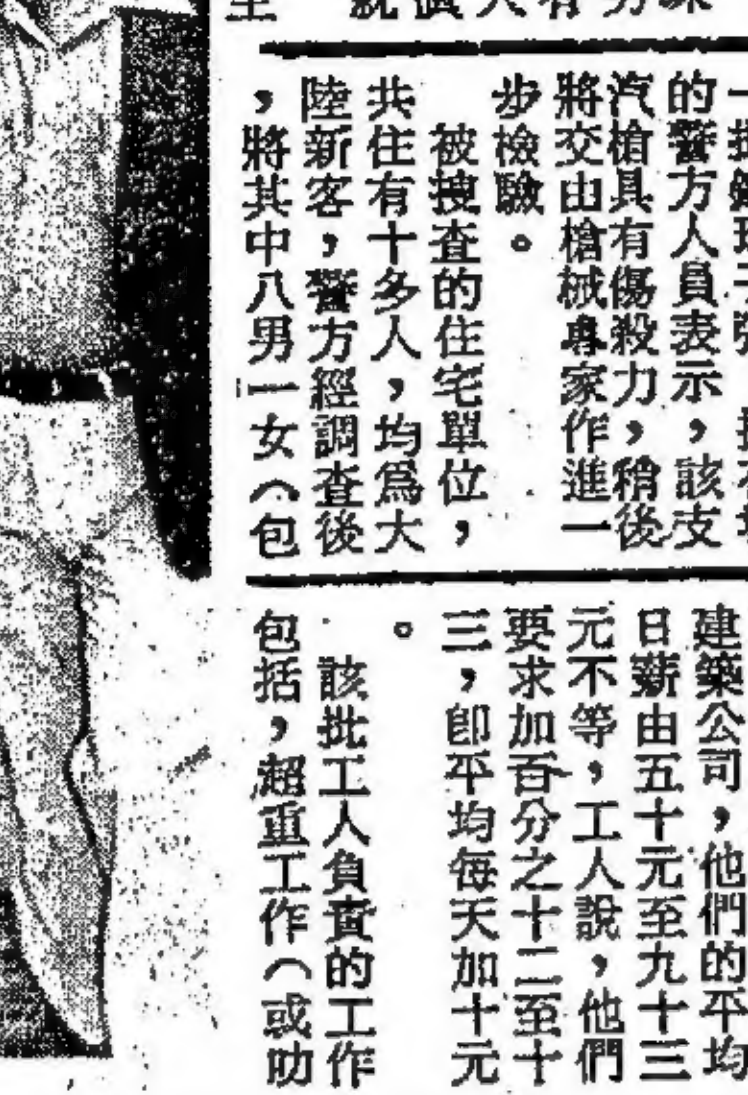 的警方人員表示，該支
汽槍具有傷殺力，稍後
將交由槍械專家作進一
步檢驗。
被搜查的住宅單位，
共住有十多人，均爲大
陸新客，警方經調查後
，將其中八男一女（包
建築公司，他們的平均
日薪由五十元至九十三
元不等，工人說，他們
要求加百分之十二至十
三，卽平均每天加十元
。
該批工人負責的工作
包括，超重工作（或助